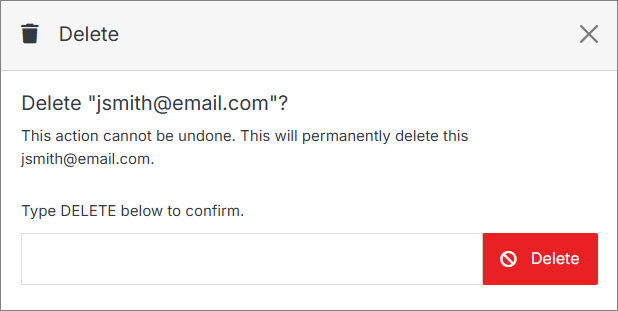 Delete
Delete "jsmith@email.com"?
This action cannot be undone. This will permanently delete this
jsmith@email.com.
Type DELETE below to confirm.
Delete